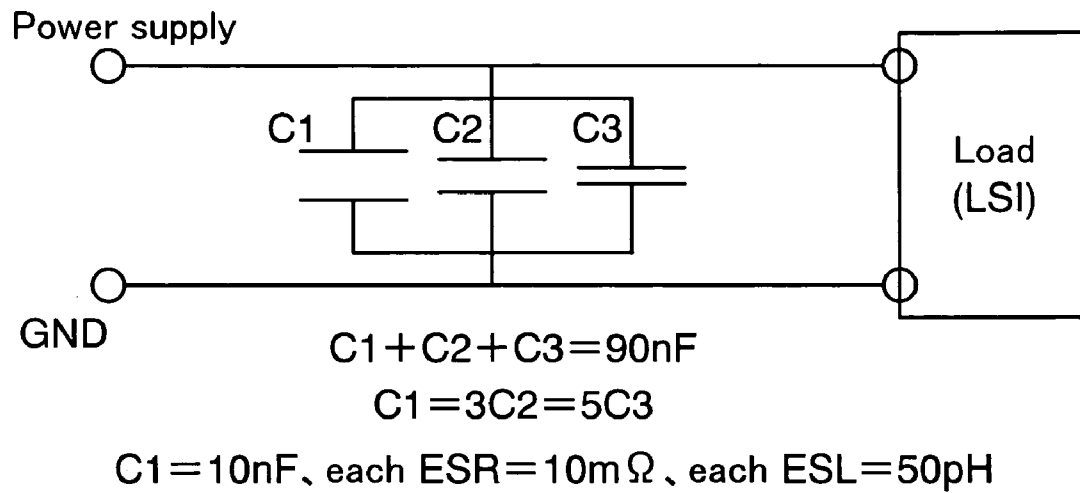 Power supply
C1
C2
C3
Load
(LSI)
GND
C1+C2+C3=90nF
C1=3C2=5C3
C1=10nF、each ESR=10mΩ、each ESL=50pH